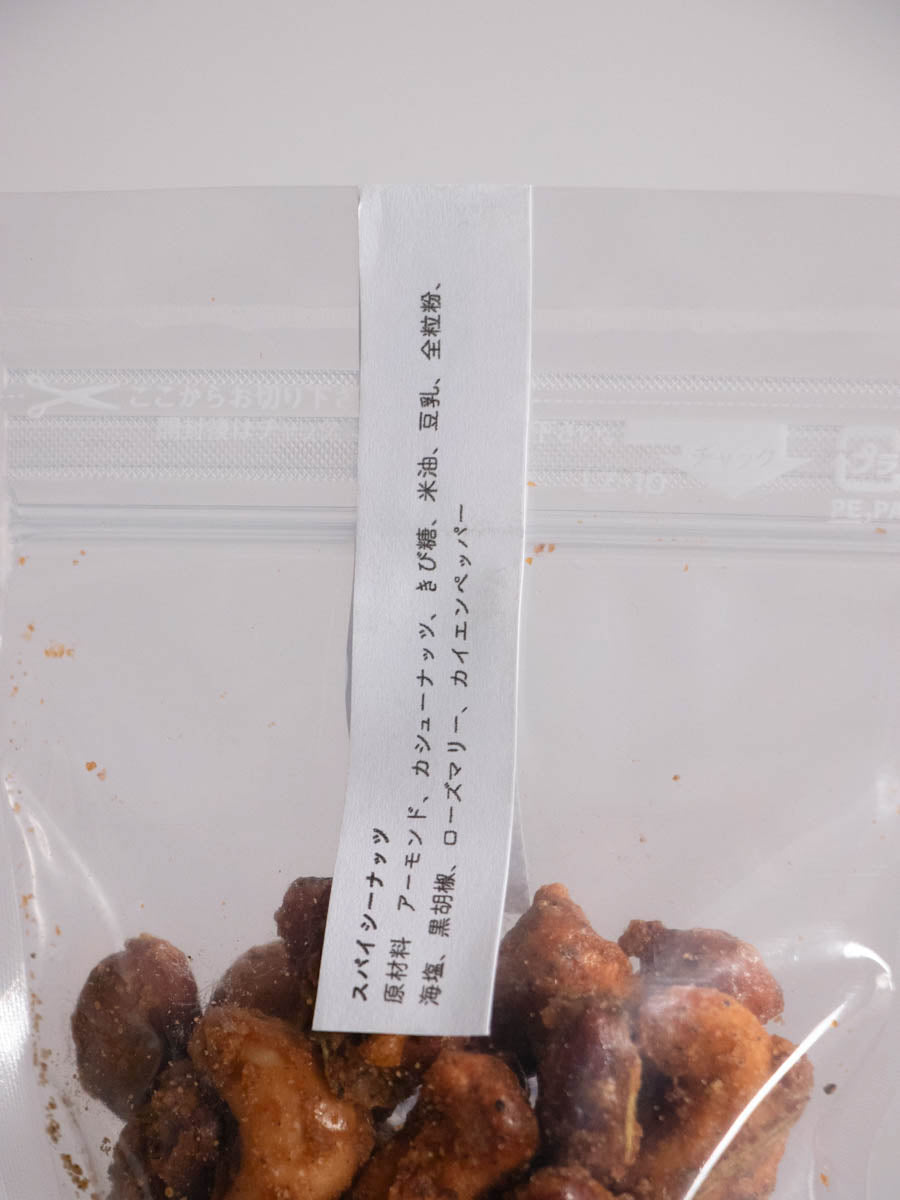 スパイシーナッツ
原材料　アーモンド、カシューナッツ、きび糖、米油、豆乳、全粒粉、
海塩、黒胡椒、ローズマリー、カイエンペッパー
ここからお切り下
チャック
PE,PA